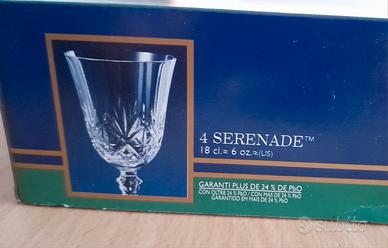 4 SERENADE™
18 cl.≈ 6 oz.≈(US)
GARANTI PLUS DE 24 % DE PbO
CON OLTRE 24 % PbO / CON MAS DE 24 % PbO
GARANTIDO EM MAIS DE 24 % PbO
subito